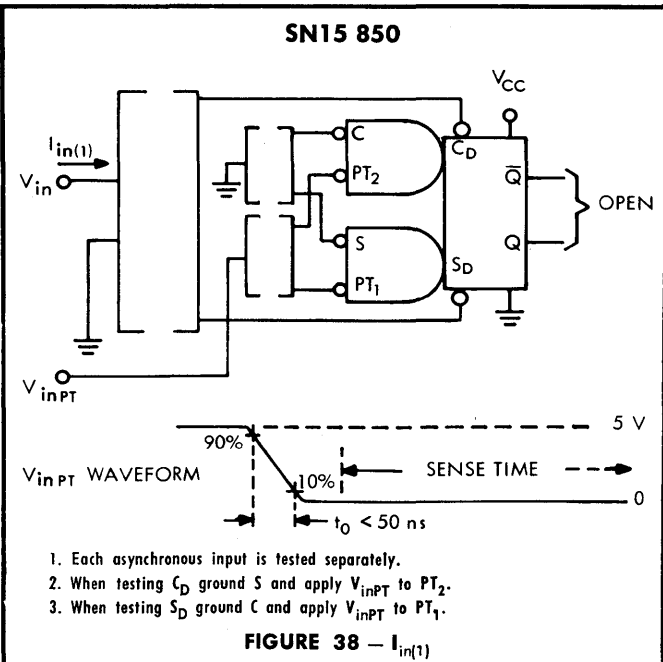 SN15 850
V_CC
I_in(1)
C
C_D
Q̅
V_in
PT_2
OPEN
S
Q
S_D
PT_1
V_inPT
5 V
90%
V_inPT WAVEFORM
10%
SENSE TIME
0
t_0 < 50 ns
1. Each asynchronous input is tested separately.
2. When testing C_D ground S and apply V_inPT to PT_2.
3. When testing S_D ground C and apply V_inPT to PT_1.
FIGURE 38 – I_in(1)